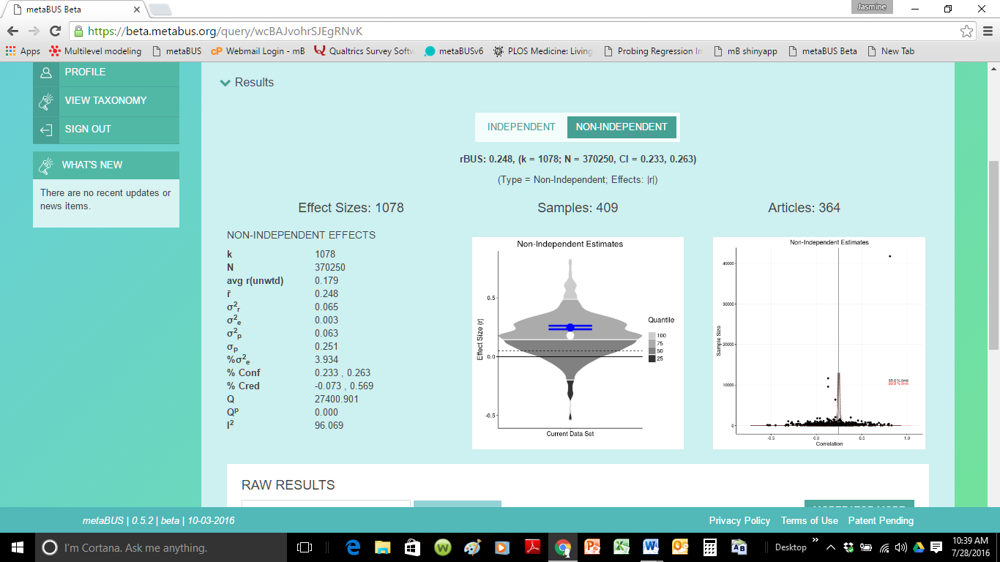 metaBUS Beta
Jasmine
https://beta.metabus.org/query/wcBAJvohrSJEgRNvK
Apps
Multilevel modeling
metaBUS
Webmail Login - mB
Qualtrics Survey Softw
metaBUSv6
PLOS Medicine: Living
Probing Regression In
mB shinyapp
metaBUS Beta
New Tab
PROFILE
VIEW TAXONOMY
SIGN OUT
WHAT'S NEW
There are no recent updates or
news items.
Results
INDEPENDENT
NON-INDEPENDENT
rBUS: 0.248, (k = 1078; N = 370250, CI = 0.233, 0.263)
(Type = Non-Independent; Effects: |r|)
Effect Sizes: 1078
Samples: 409
Articles: 364
NON-INDEPENDENT EFFECTS
k 1078
N 370250
avg r(unwtd) 0.179
r̄ 0.248
σ²r 0.065
σ²e 0.003
σ²p 0.063
σp 0.251
%σ²e 3.934
% Conf 0.233 , 0.263
% Cred -0.073 , 0.569
Q 27400.901
Qp 0.000
I² 96.069
Non-Independent Estimates
Effect Size (r)
0.5
0.0
-0.5
Current Data Set
Quantile
100
75
50
25
Non-Independent Estimates
Sample Size
40000
30000
20000
10000
0
-0.5 0.0 0.5 1.0
Correlation
RAW RESULTS
metaBUS | 0.5.2 | beta | 10-03-2016
Privacy Policy
Terms of Use
Patent Pending
I'm Cortana. Ask me anything.
Desktop
10:39 AM
7/28/2016